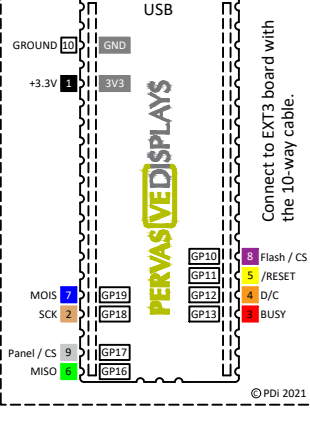 USB
GROUND 10 GND
+3.3V 1 3V3
Connect to EXT3 board with
the 10-way cable.
PERVASIVEDISPLAYS
GP10 8 Flash / CS
GP11 5 /RESET
MOIS 7 GP19 GP12 4 D/C
SCK 2 GP18 GP13 3 BUSY
Panel / CS 9 GP17
MISO 6 GP16
© PDi 2021